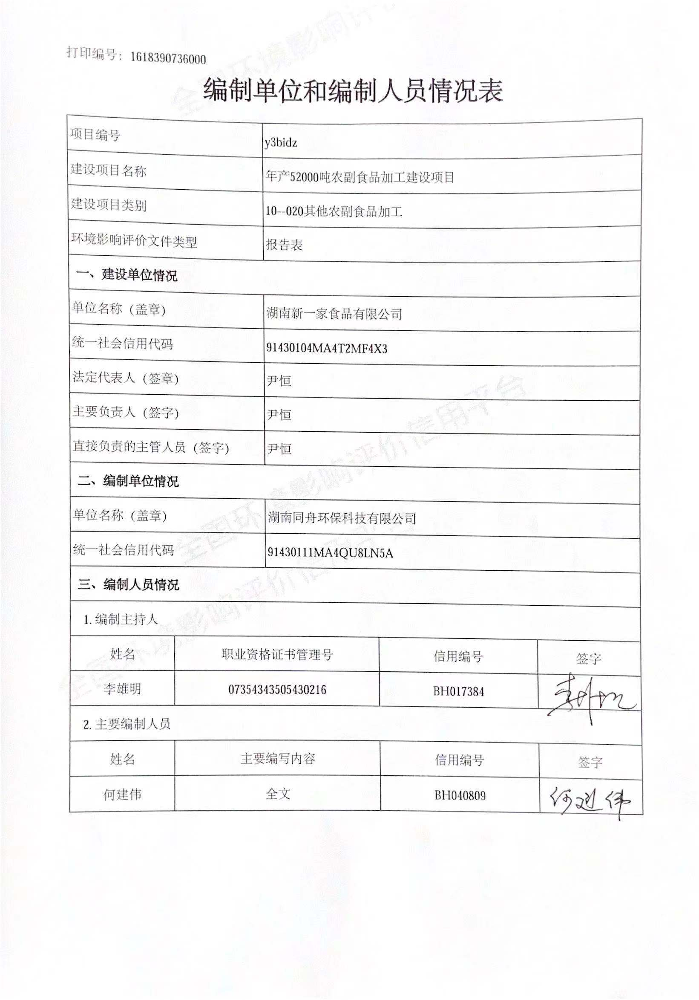 打印编号: 1618390736000
编制单位和编制人员情况表
项目编号 y3bidz
建设项目名称 年产52000吨农副食品加工建设项目
建设项目类别 10--020其他农副食品加工
环境影响评价文件类型 报告表
一、建设单位情况
单位名称（盖章） 湖南新一家食品有限公司
统一社会信用代码 91430104MA4T2MF4X3
法定代表人（签章） 尹恒
主要负责人（签字） 尹恒
直接负责的主管人员（签字） 尹恒
二、编制单位情况
单位名称（盖章） 湖南同舟环保科技有限公司
统一社会信用代码 91430111MA4QU8LN5A
三、编制人员情况
1.编制主持人
姓名 职业资格证书管理号 信用编号 签字
李雄明 07354343505430216 BH017384
2.主要编制人员
姓名 主要编写内容 信用编号 签字
何建伟 全文 BH040809 何建伟
全国环境影响评价信用平台